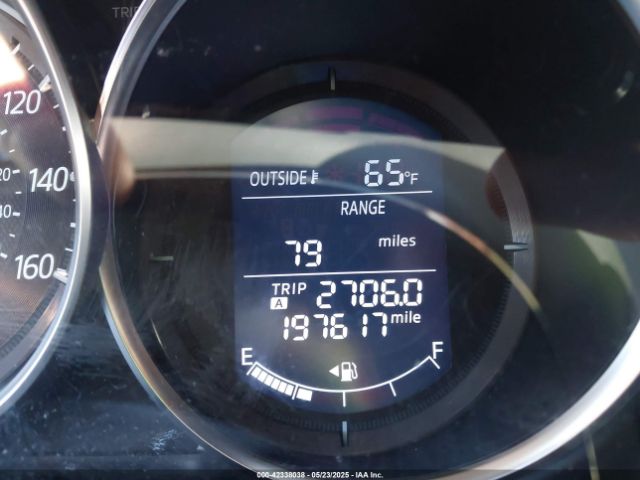 TRIP
120
140
160
OUTSIDE 65°F
RANGE
79 miles
TRIP A 2706.0
197617 mile
E F
000-42338038 - 05/23/2025 - IAA Inc.